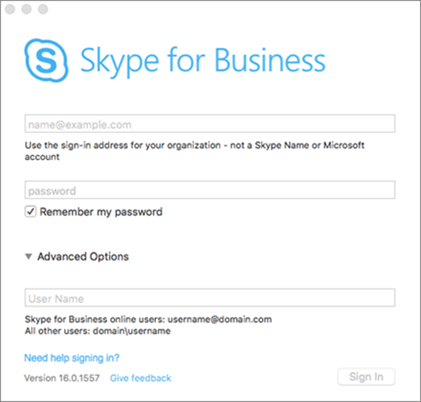 S Skype for Business
name@example.com
Use the sign-in address for your organization - not a Skype Name or Microsoft
account
password
Remember my password
Advanced Options
User Name
Skype for Business online users: username@domain.com
All other users: domain\username
Need help signing in?
Version 16.0.1557 Give feedback
Sign In